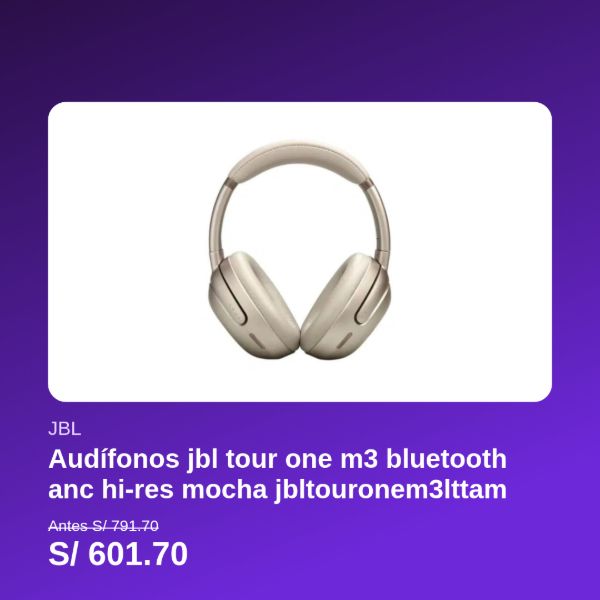 JBL
Audífonos jbl tour one m3 bluetooth
anc hi-res mocha jbltouronem3lttam
Antes S/ 791.70
S/ 601.70